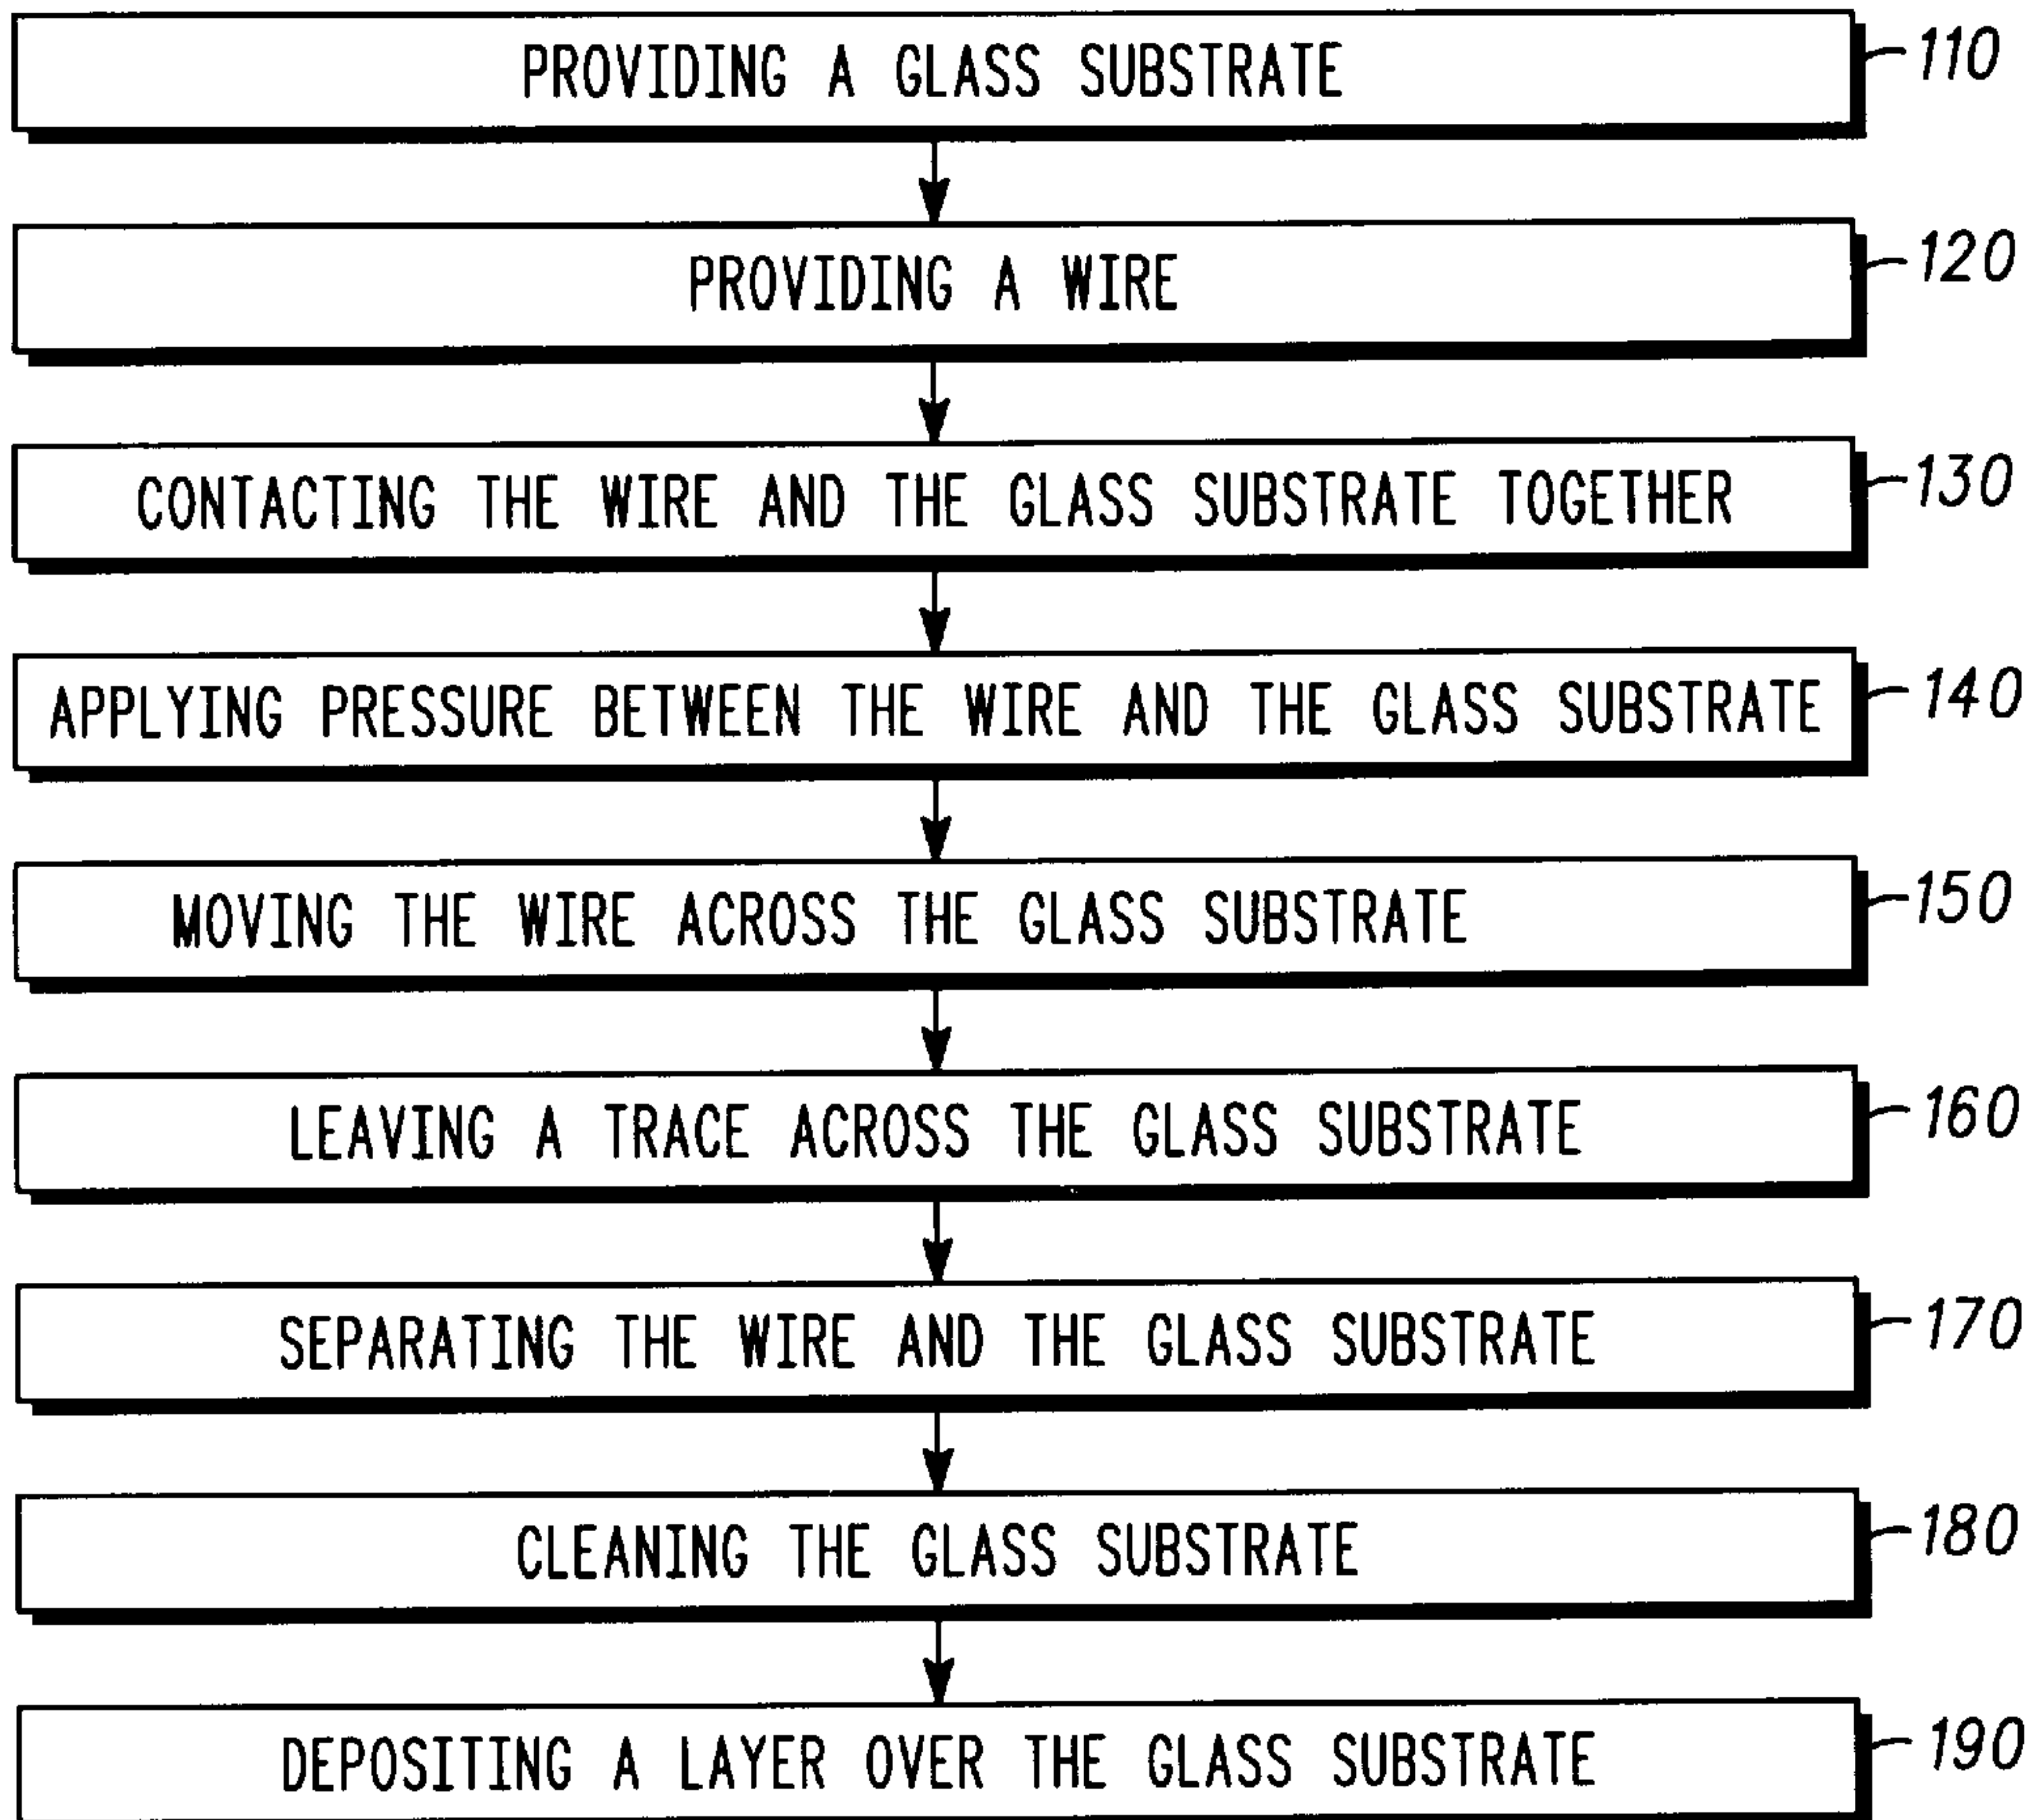 PROVIDING A GLASS SUBSTRATE 110
PROVIDING A WIRE 120
CONTACTING THE WIRE AND THE GLASS SUBSTRATE TOGETHER 130
APPLYING PRESSURE BETWEEN THE WIRE AND THE GLASS SUBSTRATE 140
MOVING THE WIRE ACROSS THE GLASS SUBSTRATE 150
LEAVING A TRACE ACROSS THE GLASS SUBSTRATE 160
SEPARATING THE WIRE AND THE GLASS SUBSTRATE 170
CLEANING THE GLASS SUBSTRATE 180
DEPOSITING A LAYER OVER THE GLASS SUBSTRATE 190